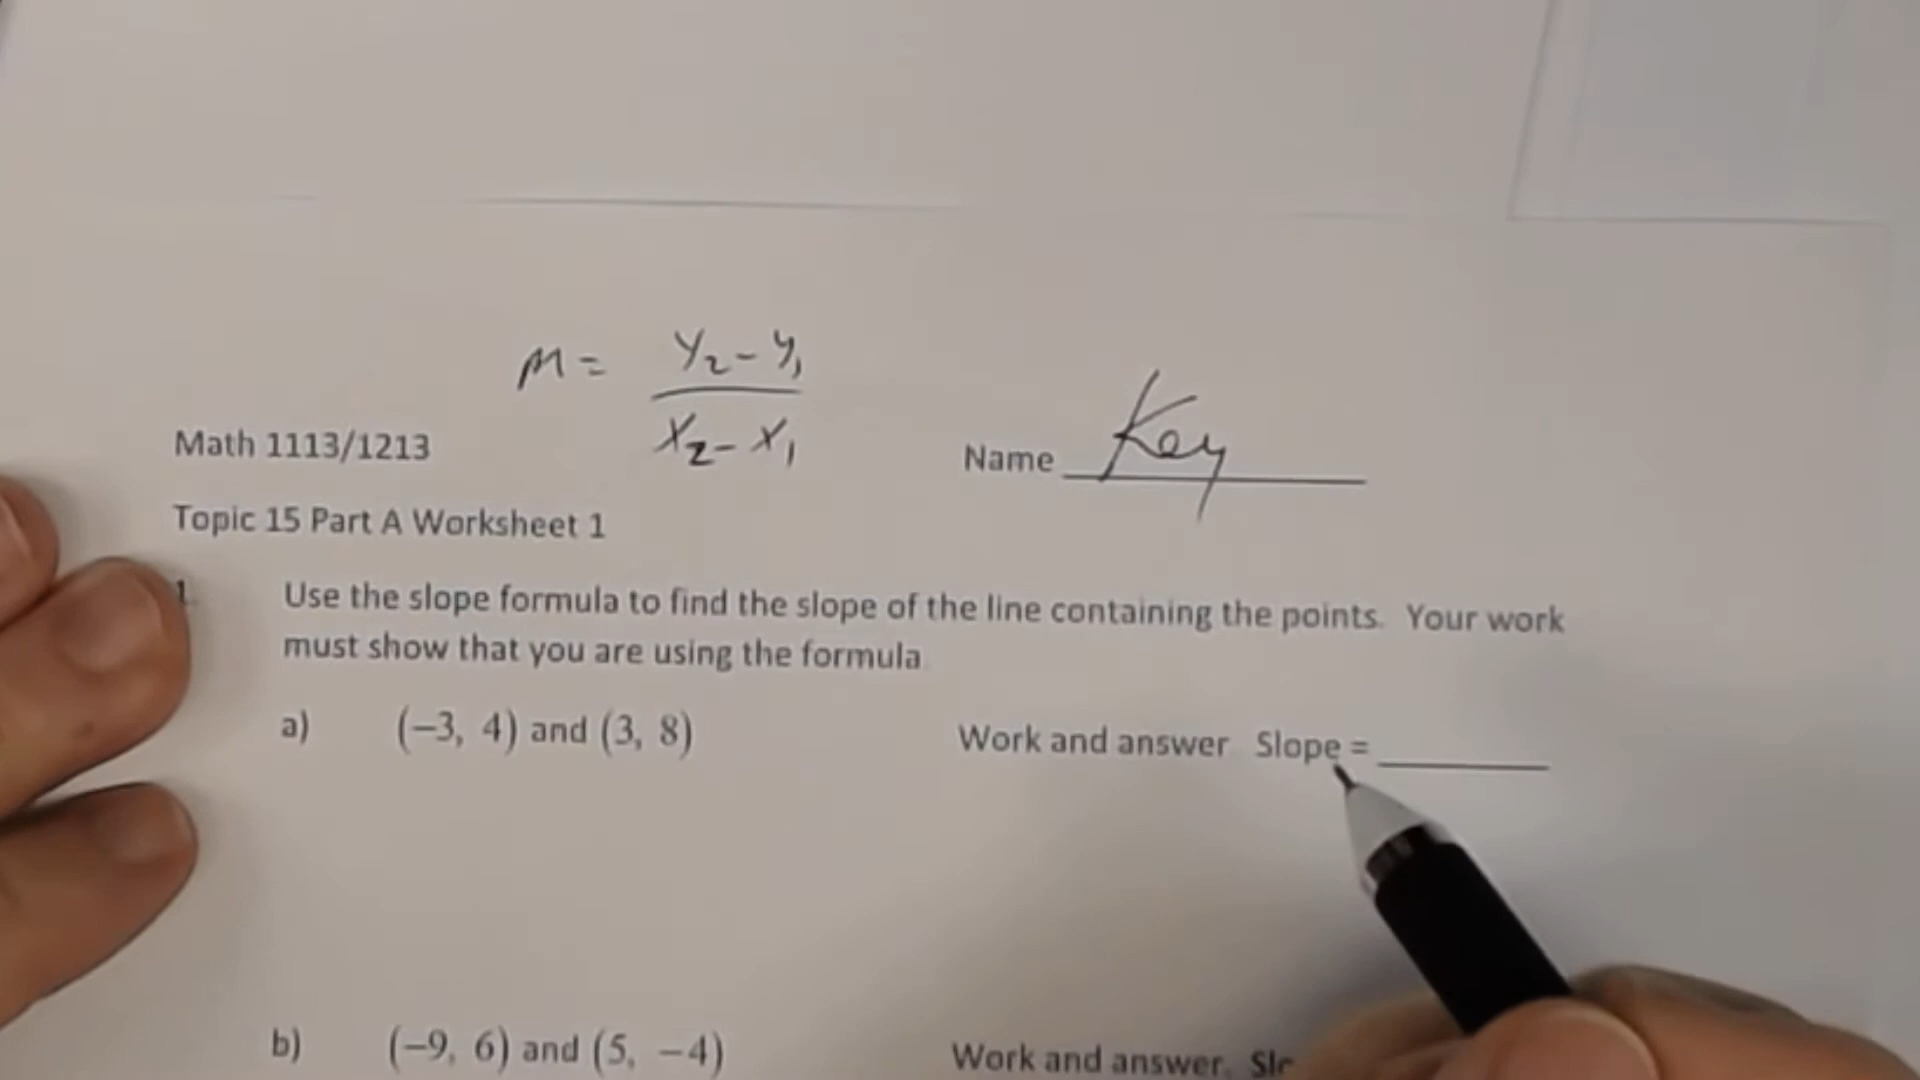 m = y₂ - y₁
x₂ - x₁
Math 1113/1213
Name Key
Topic 15 Part A Worksheet 1
1. Use the slope formula to find the slope of the line containing the points. Your work
must show that you are using the formula.
a) (−3, 4) and (3, 8) Work and answer Slope =
b) (−9, 6) and (5, −4) Work and answer.